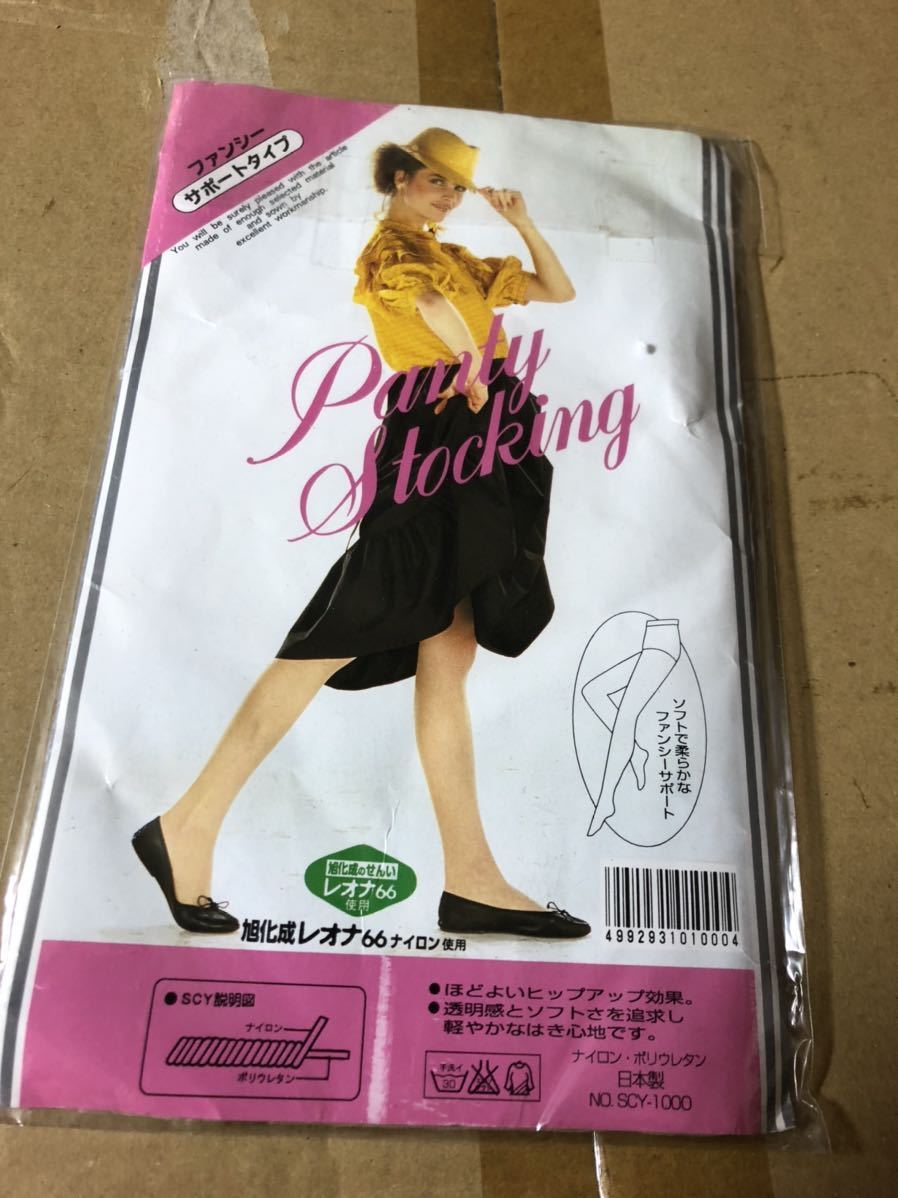 ファンシー
サポートタイプ
You will be surely pleased with the article
made of enough selected material
and sown by
excellent workmanship.
Panty
Stocking
ソフトで柔らかな
ファンシーサポート
旭化成のせんい
レオナ66
使用
旭化成レオナ66ナイロン使用
4992931010004
●SCY説明図
ナイロン
ポリウレタン
●ほどよいヒップアップ効果。
●透明感とソフトさを追求し
軽やかなはき心地です。
手洗イ
30
ナイロン・ポリウレタン
日本製
NO. SCY-1000